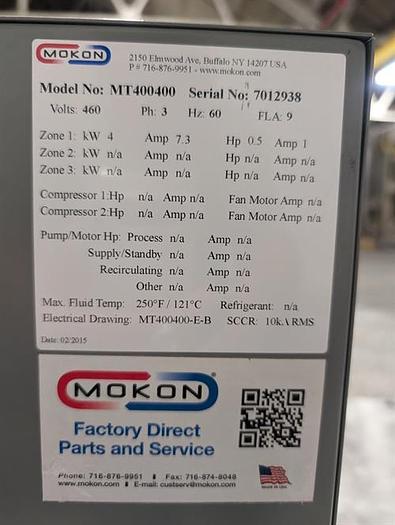 MOKON
2150 Elmwood Ave, Buffalo NY 14207 USA
P # 716-876-9951 - www.mokon.com
Model No: MT400400 Serial No: 7012938
Volts: 460 Ph: 3 Hz: 60 FLA: 9
Zone 1: kW 4 Amp 7.3 Hp 0.5 Amp 1
Zone 2: kW n/a Amp n/a Hp n/a Amp n/a
Zone 3: kW n/a Amp n/a Hp n/a Amp n/a
Compressor 1:Hp n/a Amp n/a Fan Motor Amp n/a
Compressor 2:Hp n/a Amp n/a Fan Motor Amp n/a
Pump/Motor Hp: Process n/a Amp n/a
Supply/Standby n/a Amp n/a
Recirculating n/a Amp n/a
Other n/a Amp n/a
Max. Fluid Temp: 250°F / 121°C Refrigerant: n/a
Electrical Drawing: MT400400-E-B SCCR: 10kA RMS
Date: 02/2015
MOKON
Factory Direct
Parts and Service
Phone: 716-876-9951 Fax: 716-874-8048
www.mokon.com E-mail: custserv@mokon.com
MADE IN USA